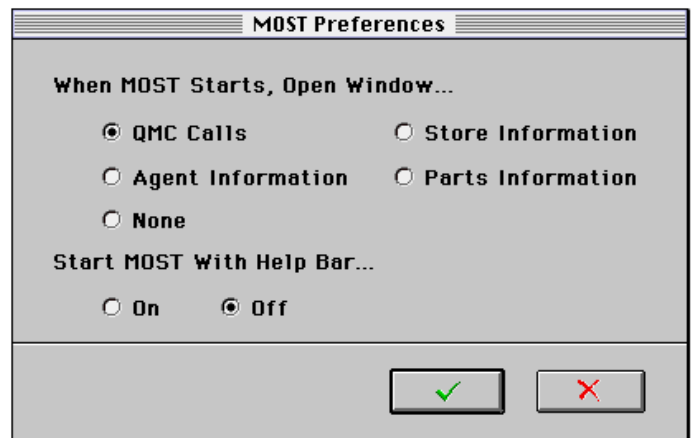 MOST Preferences
When MOST Starts, Open Window...
QMC Calls Store Information
Agent Information Parts Information
None
Start MOST With Help Bar...
On Off